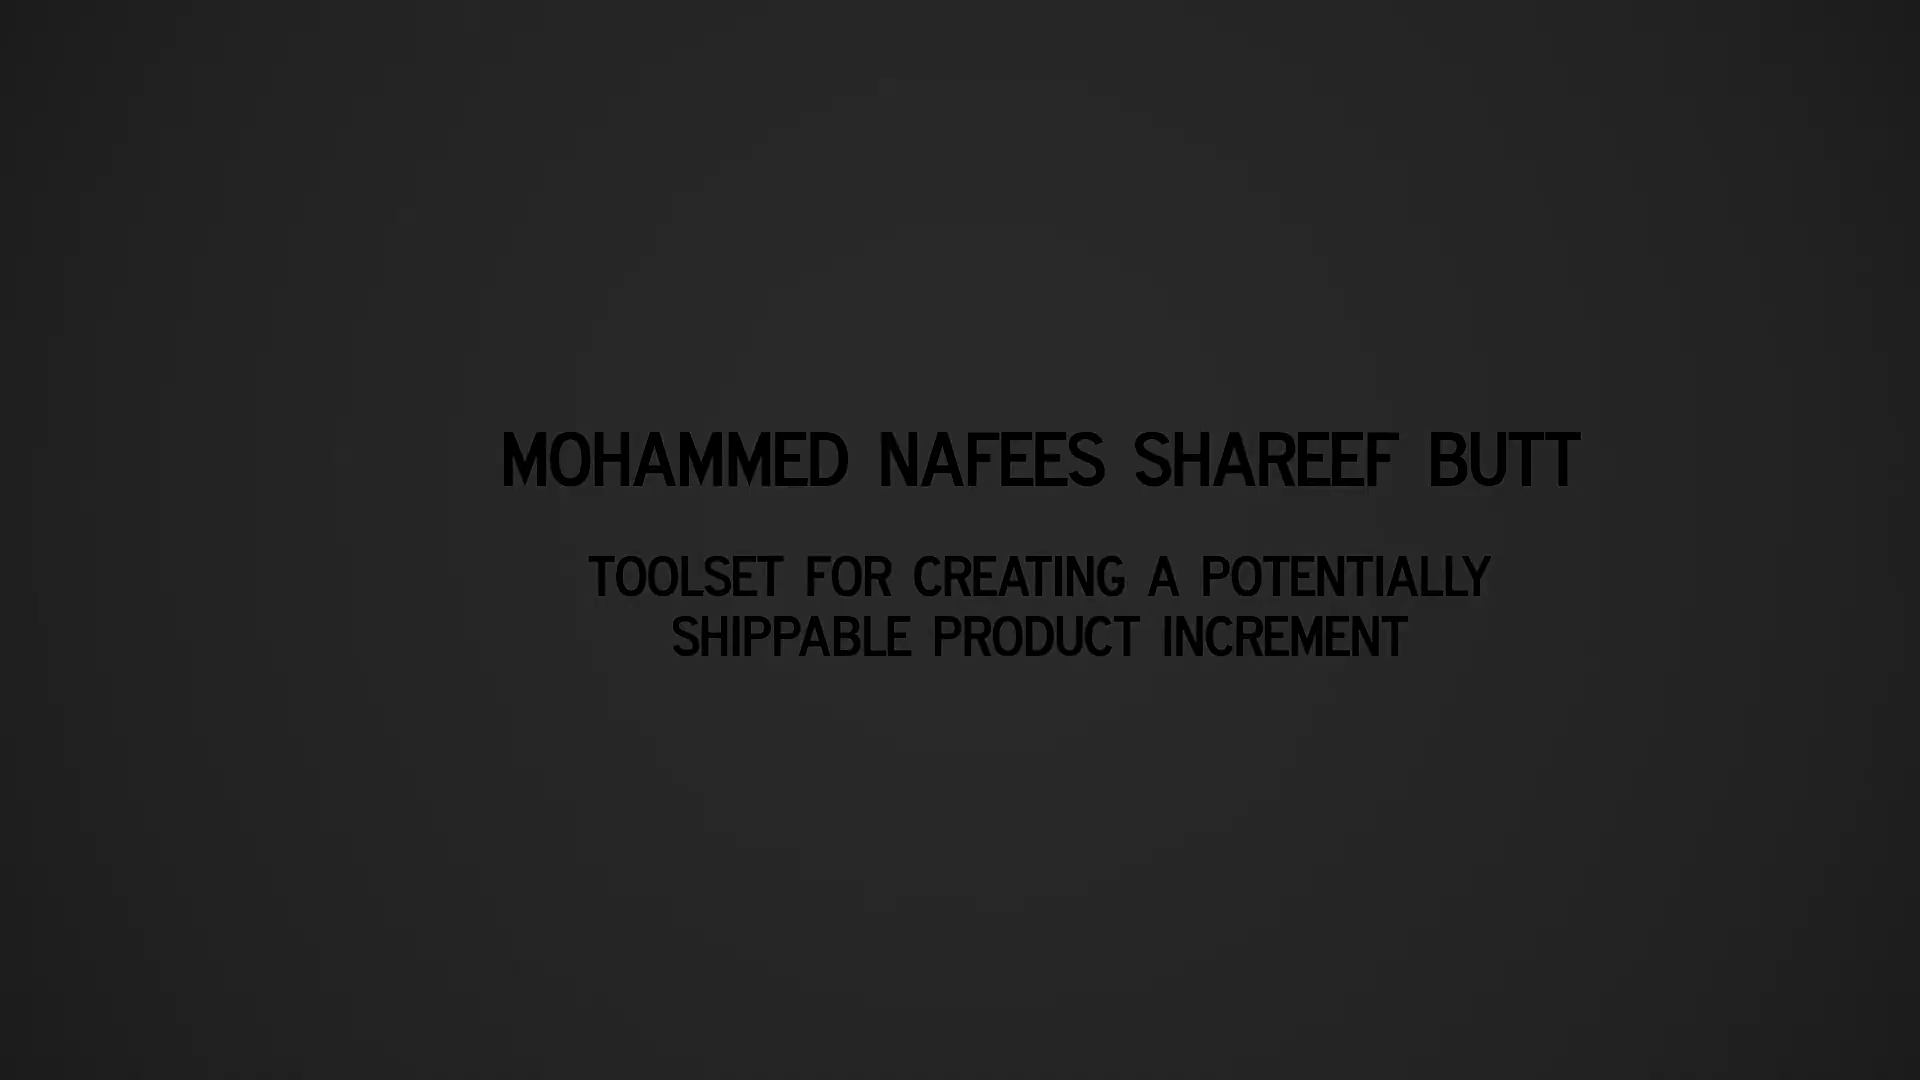 MOHAMMED NAFEES SHAREEF BUTT
TOOLSET FOR CREATING A POTENTIALLY
SHIPPABLE PRODUCT INCREMENT